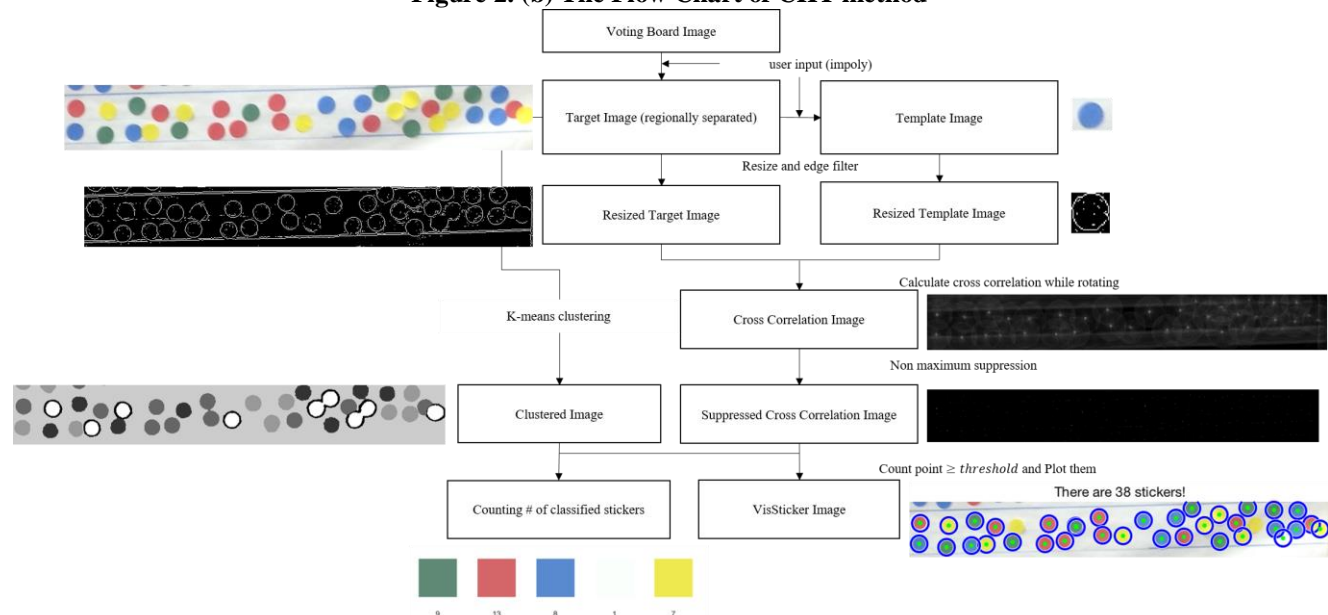 Figure 2. (b) The Flow Chart of method
Voting Board Image
user input (impoly)
Target Image (regionally separated)
Template Image
Resize and edge filter
Resized Target Image
Resized Template Image
Calculate cross correlation while rotating
K-means clustering
Cross Correlation Image
Non maximum suppression
Clustered Image
Suppressed Cross Correlation Image
Count point ≥ threshold and Plot them
There are 38 stickers!
Counting # of classified stickers
VisSticker Image
9 13 8 1 7